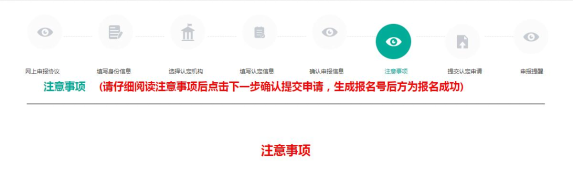 网上申报协议 填写身份信息 选择认定机构 填写认定信息 确认申报信息 注意事项 提交认定申请 申报提醒
注意事项 (请仔细阅读注意事项后点击下一步确认提交申请，生成报名号后方为报名成功)
注意事项